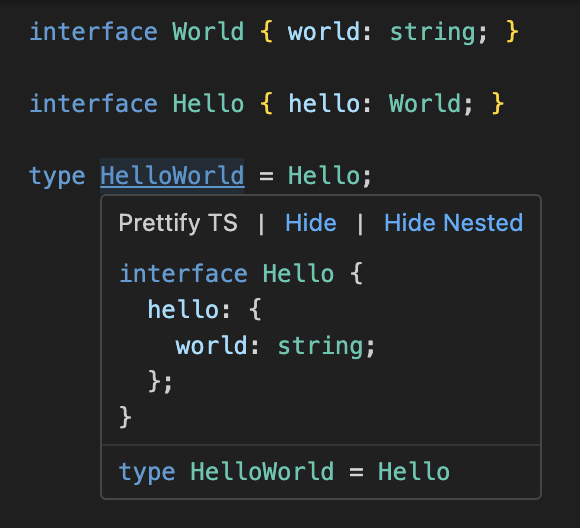 interface World { world: string; }
interface Hello { hello: World; }
type HelloWorld = Hello;
Prettify TS | Hide | Hide Nested
interface Hello {
  hello: {
    world: string;
  };
}
type HelloWorld = Hello